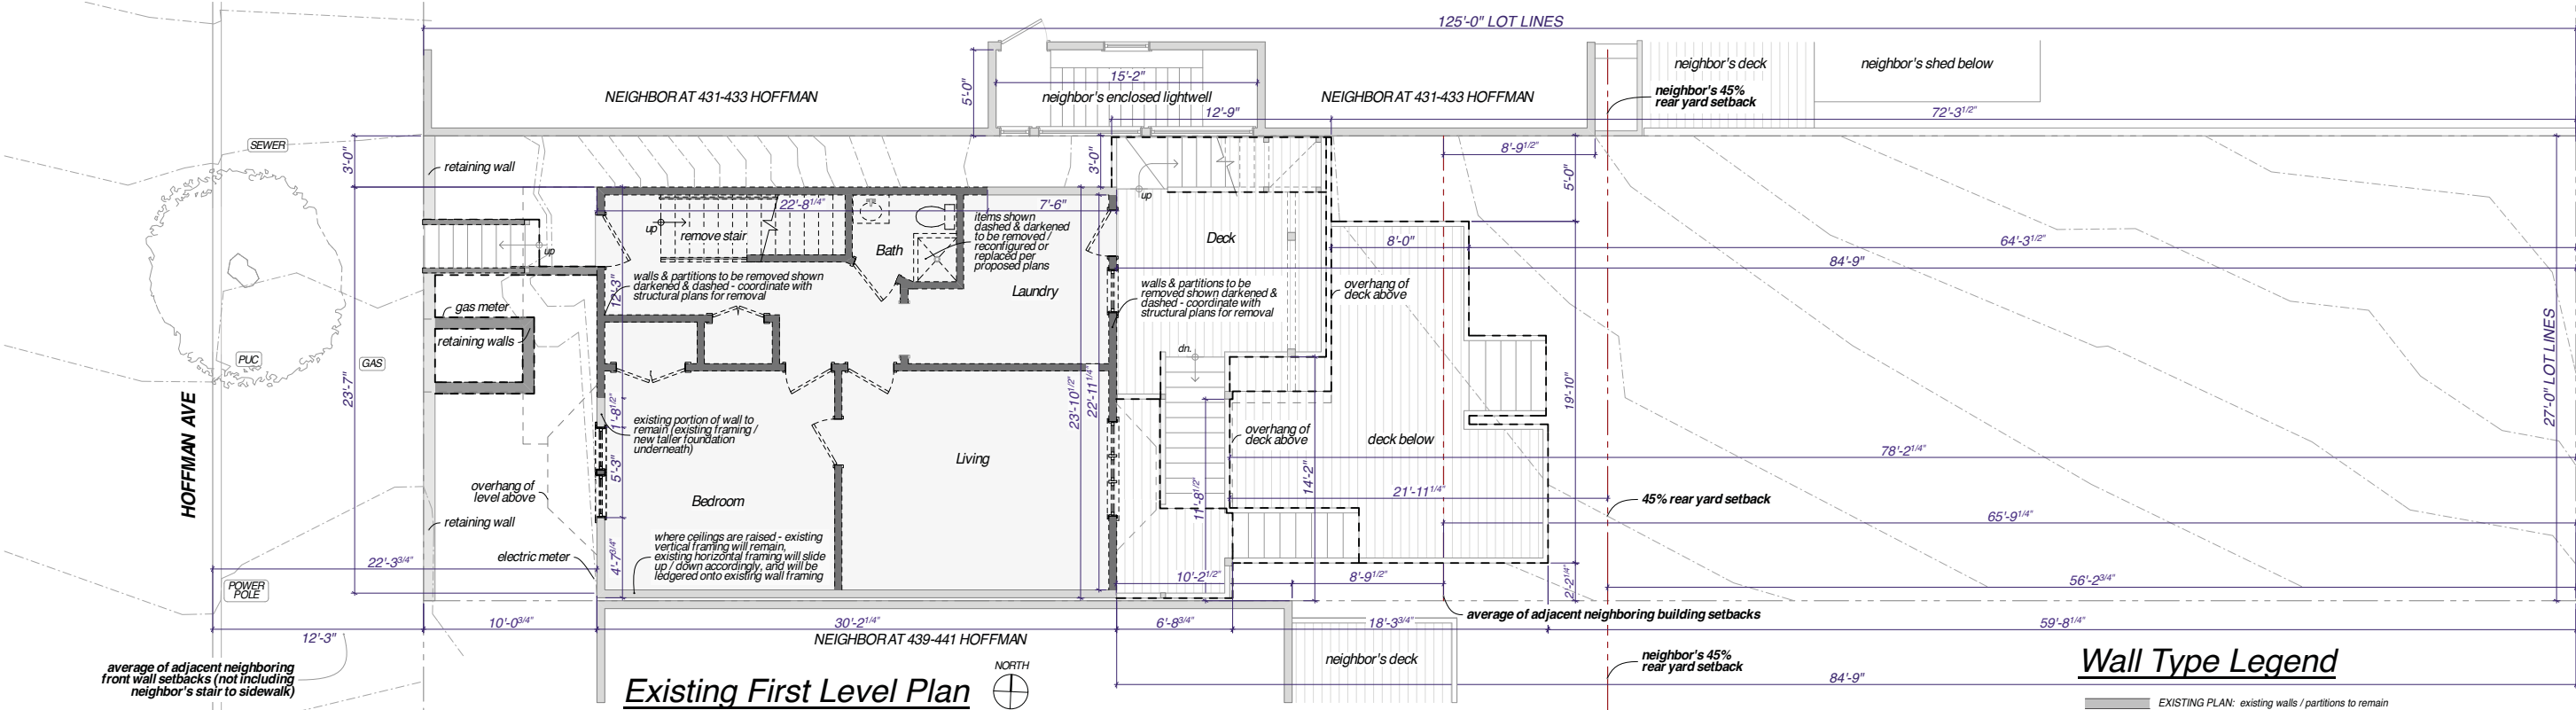 125'-0" LOT LINES
neighbor's deck
neighbor's shed below
15'-2"
5'-0"
NEIGHBOR AT 431-433 HOFFMAN
neighbor's enclosed lightwell
NEIGHBOR AT 431-433 HOFFMAN
neighbor's 45%
rear yard setback
12'-9"
72'-3 1/2"
SEWER
3'-0"
retaining wall
3'-0"
8'-9 1/2"
5'-0"
up
22'-8 1/4"
7'-6"
up
remove stair
up
Bath
items shown
dashed & darkened
to be removed /
reconfigured or
replaced per
proposed plans
Deck
8'-0"
64'-3 1/2"
84'-9"
walls & partitions to be removed shown
darkened & dashed - coordinate with
structural plans for removal
12'-3"
Laundry
walls & partitions to be
removed shown darkened &
dashed - coordinate with
structural plans for removal
overhang of
deck above
gas meter
retaining walls
PUC
GAS
dn.
27'-0" LOT LINES
23'-7"
HOFFMAN AVE
1'-8 1/2"
23'-10 1/2"
22'-11 1/4"
19'-10"
existing portion of wall to
remain (existing framing /
new taller foundation
underneath)
overhang of
deck above
deck below
78'-2 1/4"
Living
5'-3"
14'-2"
11'-8 1/2"
overhang of
level above
Bedroom
21'-11 1/4"
45% rear yard setback
retaining wall
65'-9 1/4"
where ceilings are raised - existing
vertical framing will remain,
existing horizontal framing will slide
up / down accordingly, and will be
ledgered onto existing wall framing
electric meter
4'-7 3/4"
22'-3 3/4"
10'-2 1/2"
8'-9 1/2"
2'-2 1/4"
56'-2 3/4"
POWER
POLE
average of adjacent neighboring building setbacks
12'-3"
10'-0 3/4"
30'-2 1/4"
6'-8 3/4"
18'-3 3/4"
59'-8 1/4"
NEIGHBOR AT 439-441 HOFFMAN
average of adjacent neighboring
front wall setbacks (not including
neighbor's stair to sidewalk)
NORTH
neighbor's deck
neighbor's 45%
rear yard setback
84'-9"
Existing First Level Plan
Wall Type Legend
EXISTING PLAN: existing walls / partitions to remain